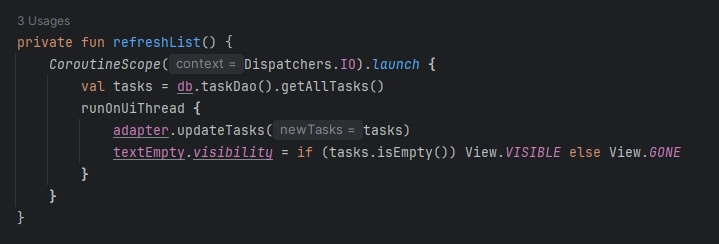 3 Usages
private fun refreshList() {
CoroutineScope(context = Dispatchers.IO).launch {
val tasks = db.taskDao().getAllTasks()
runOnUiThread {
adapter.updateTasks(newTasks = tasks)
textEmpty.visibility = if (tasks.isEmpty()) View.VISIBLE else View.GONE
}
}
}